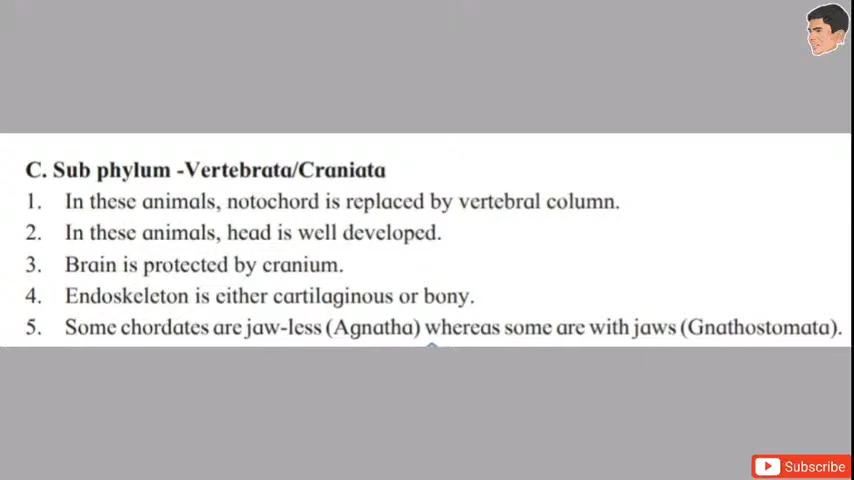 C. Sub phylum -Vertebrata/Craniata
1. In these animals, notochord is replaced by vertebral column.
2. In these animals, head is well developed.
3. Brain is protected by cranium.
4. Endoskeleton is either cartilaginous or bony.
5. Some chordates are jaw-less (Agnatha) whereas some are with jaws (Gnathostomata).
Subscribe